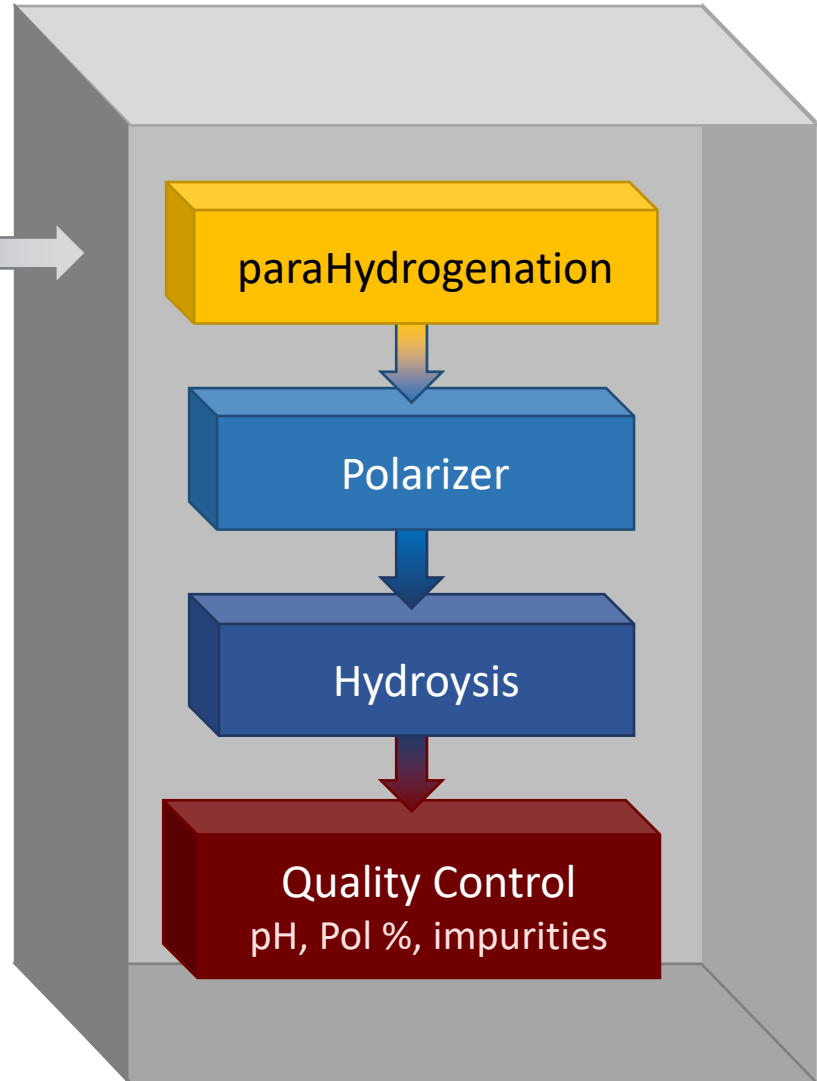 paraHydrogenation
Polarizer
Hydroysis
Quality Control
pH, Pol %, impurities